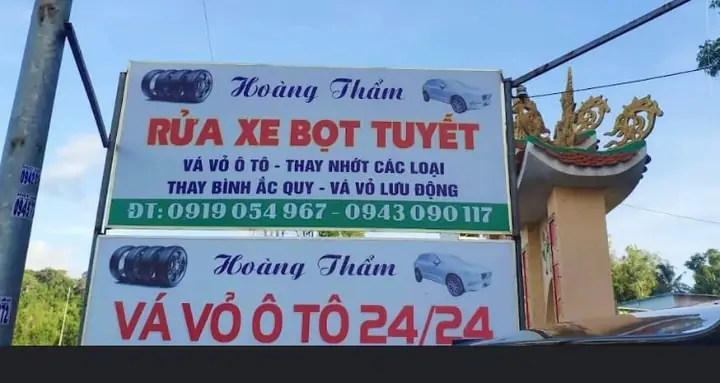 Hoàng Thẩm
RỬA XE BỌT TUYẾT
VÁ VỎ Ô TÔ - THAY NHỚT CÁC LOẠI
THAY BÌNH ẮC QUY - VÁ VỎ LƯU ĐỘNG
ĐT: 0919 054 967 - 0943 090 117
Hoàng Thẩm
VÁ VỎ Ô TÔ 24/24